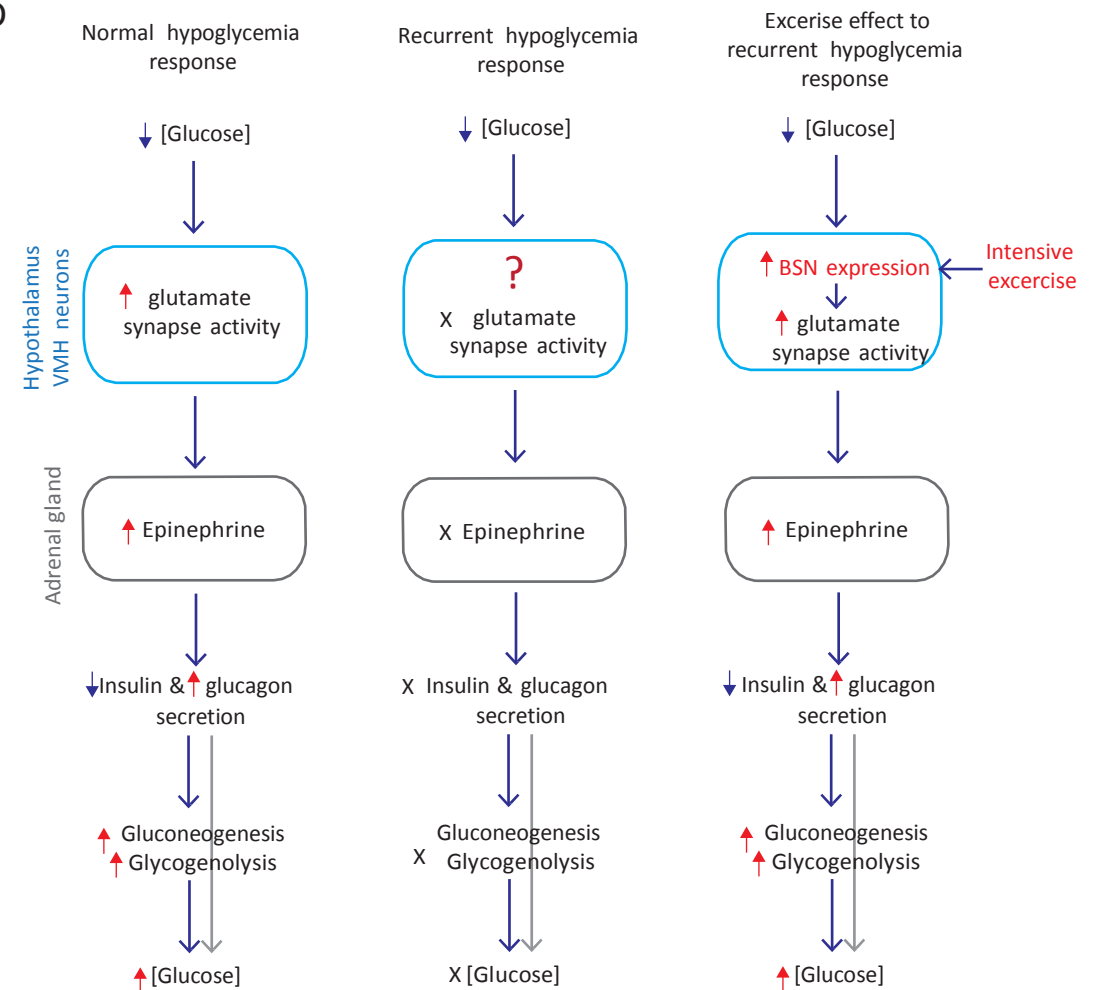 Normal hypoglycemia
response
Recurrent hypoglycemia
response
Excerise effect to
recurrent hypoglycemia
response
↓ [Glucose]
↓ [Glucose]
↓ [Glucose]
Hypothalamus
VMH neurons
↑ glutamate
synapse activity
?
X glutamate
synapse activity
↑ BSN expression
↑ glutamate
synapse activity
Intensive
excercise
Adrenal gland
↑ Epinephrine
X Epinephrine
↑ Epinephrine
↓Insulin & ↑ glucagon
secretion
X Insulin & glucagon
secretion
↓ Insulin & ↑ glucagon
secretion
↑ Gluconeogenesis
↑ Glycogenolysis
Gluconeogenesis
X Glycogenolysis
↑ Gluconeogenesis
↑ Glycogenolysis
↑ [Glucose]
X [Glucose]
↑ [Glucose]